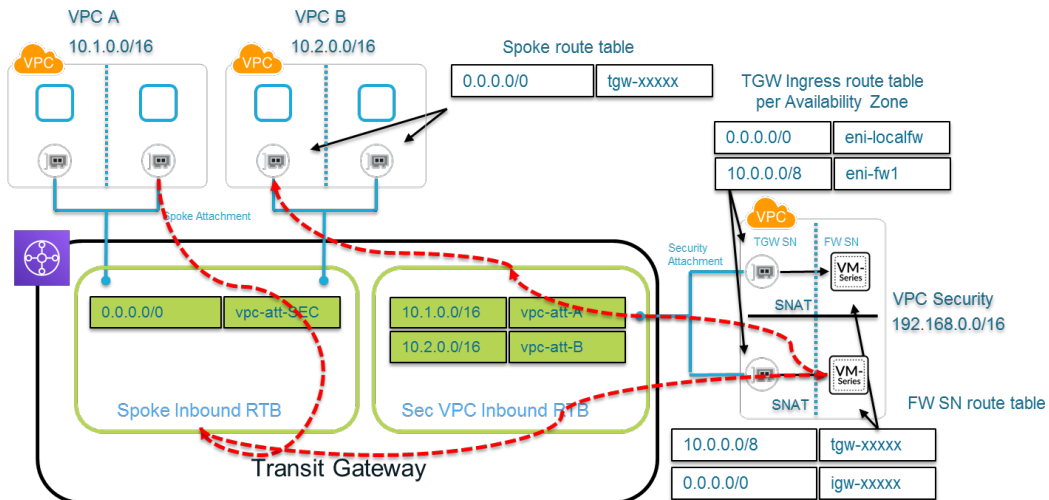 VPC A
10.1.0.0/16
VPC
VPC B
10.2.0.0/16
VPC
Spoke route table
0.0.0.0/0 tgw-xxxxx
TGW Ingress route table
per Availability Zone
0.0.0.0/0 eni-localfw
10.0.0.0/8 eni-fw1
Spoke Attachment
VPC
TGW SN
FW SN
Security
Attachment
VM-
Series
SNAT
VPC Security
192.168.0.0/16
VM-
Series
SNAT
0.0.0.0/0 vpc-att-SEC
Spoke Inbound RTB
10.1.0.0/16 vpc-att-A
10.2.0.0/16 vpc-att-B
Sec VPC Inbound RTB
Transit Gateway
FW SN route table
10.0.0.0/8 tgw-xxxxx
0.0.0.0/0 igw-xxxxx